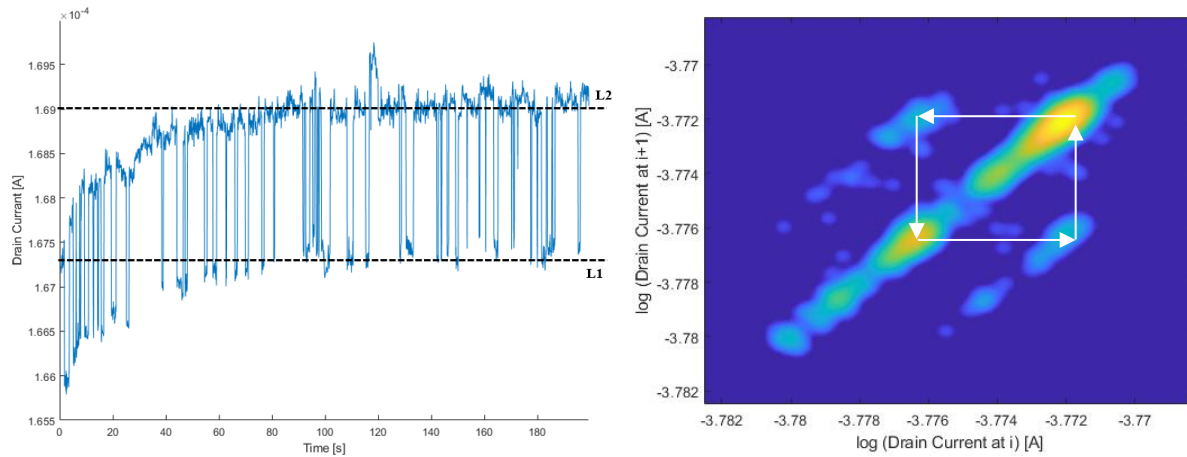 ×10⁻⁴
1.695
1.69
1.685
1.68
1.675
1.67
1.665
1.66
1.655
L2
L1
0 20 40 60 80 100 120 140 160 180
Time [s]
Drain Currant [A]
-3.77
-3.772
-3.774
-3.776
-3.778
-3.78
-3.782
-3.782 -3.78 -3.778 -3.776 -3.774 -3.772 -3.77
log (Drain Current at i) [A]
log (Drain Current at i+1) [A]